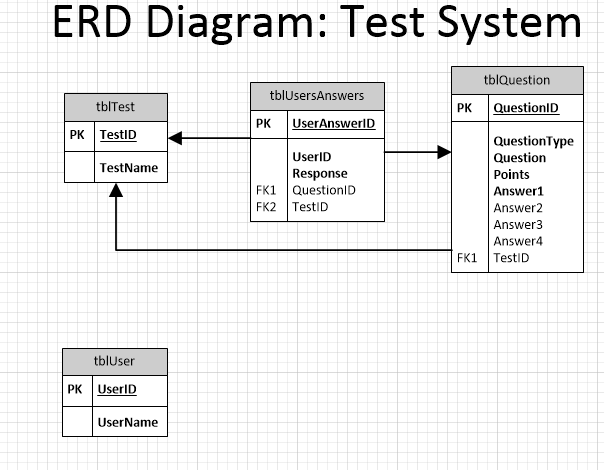 ERD Diagram: Test System
tblTest
PK TestID
TestName
tblUsersAnswers
PK UserAnswerID
UserID
Response
FK1 QuestionID
FK2 TestID
tblQuestion
PK QuestionID
QuestionType
Question
Points
Answer1
Answer2
Answer3
Answer4
FK1 TestID
tblUser
PK UserID
UserName